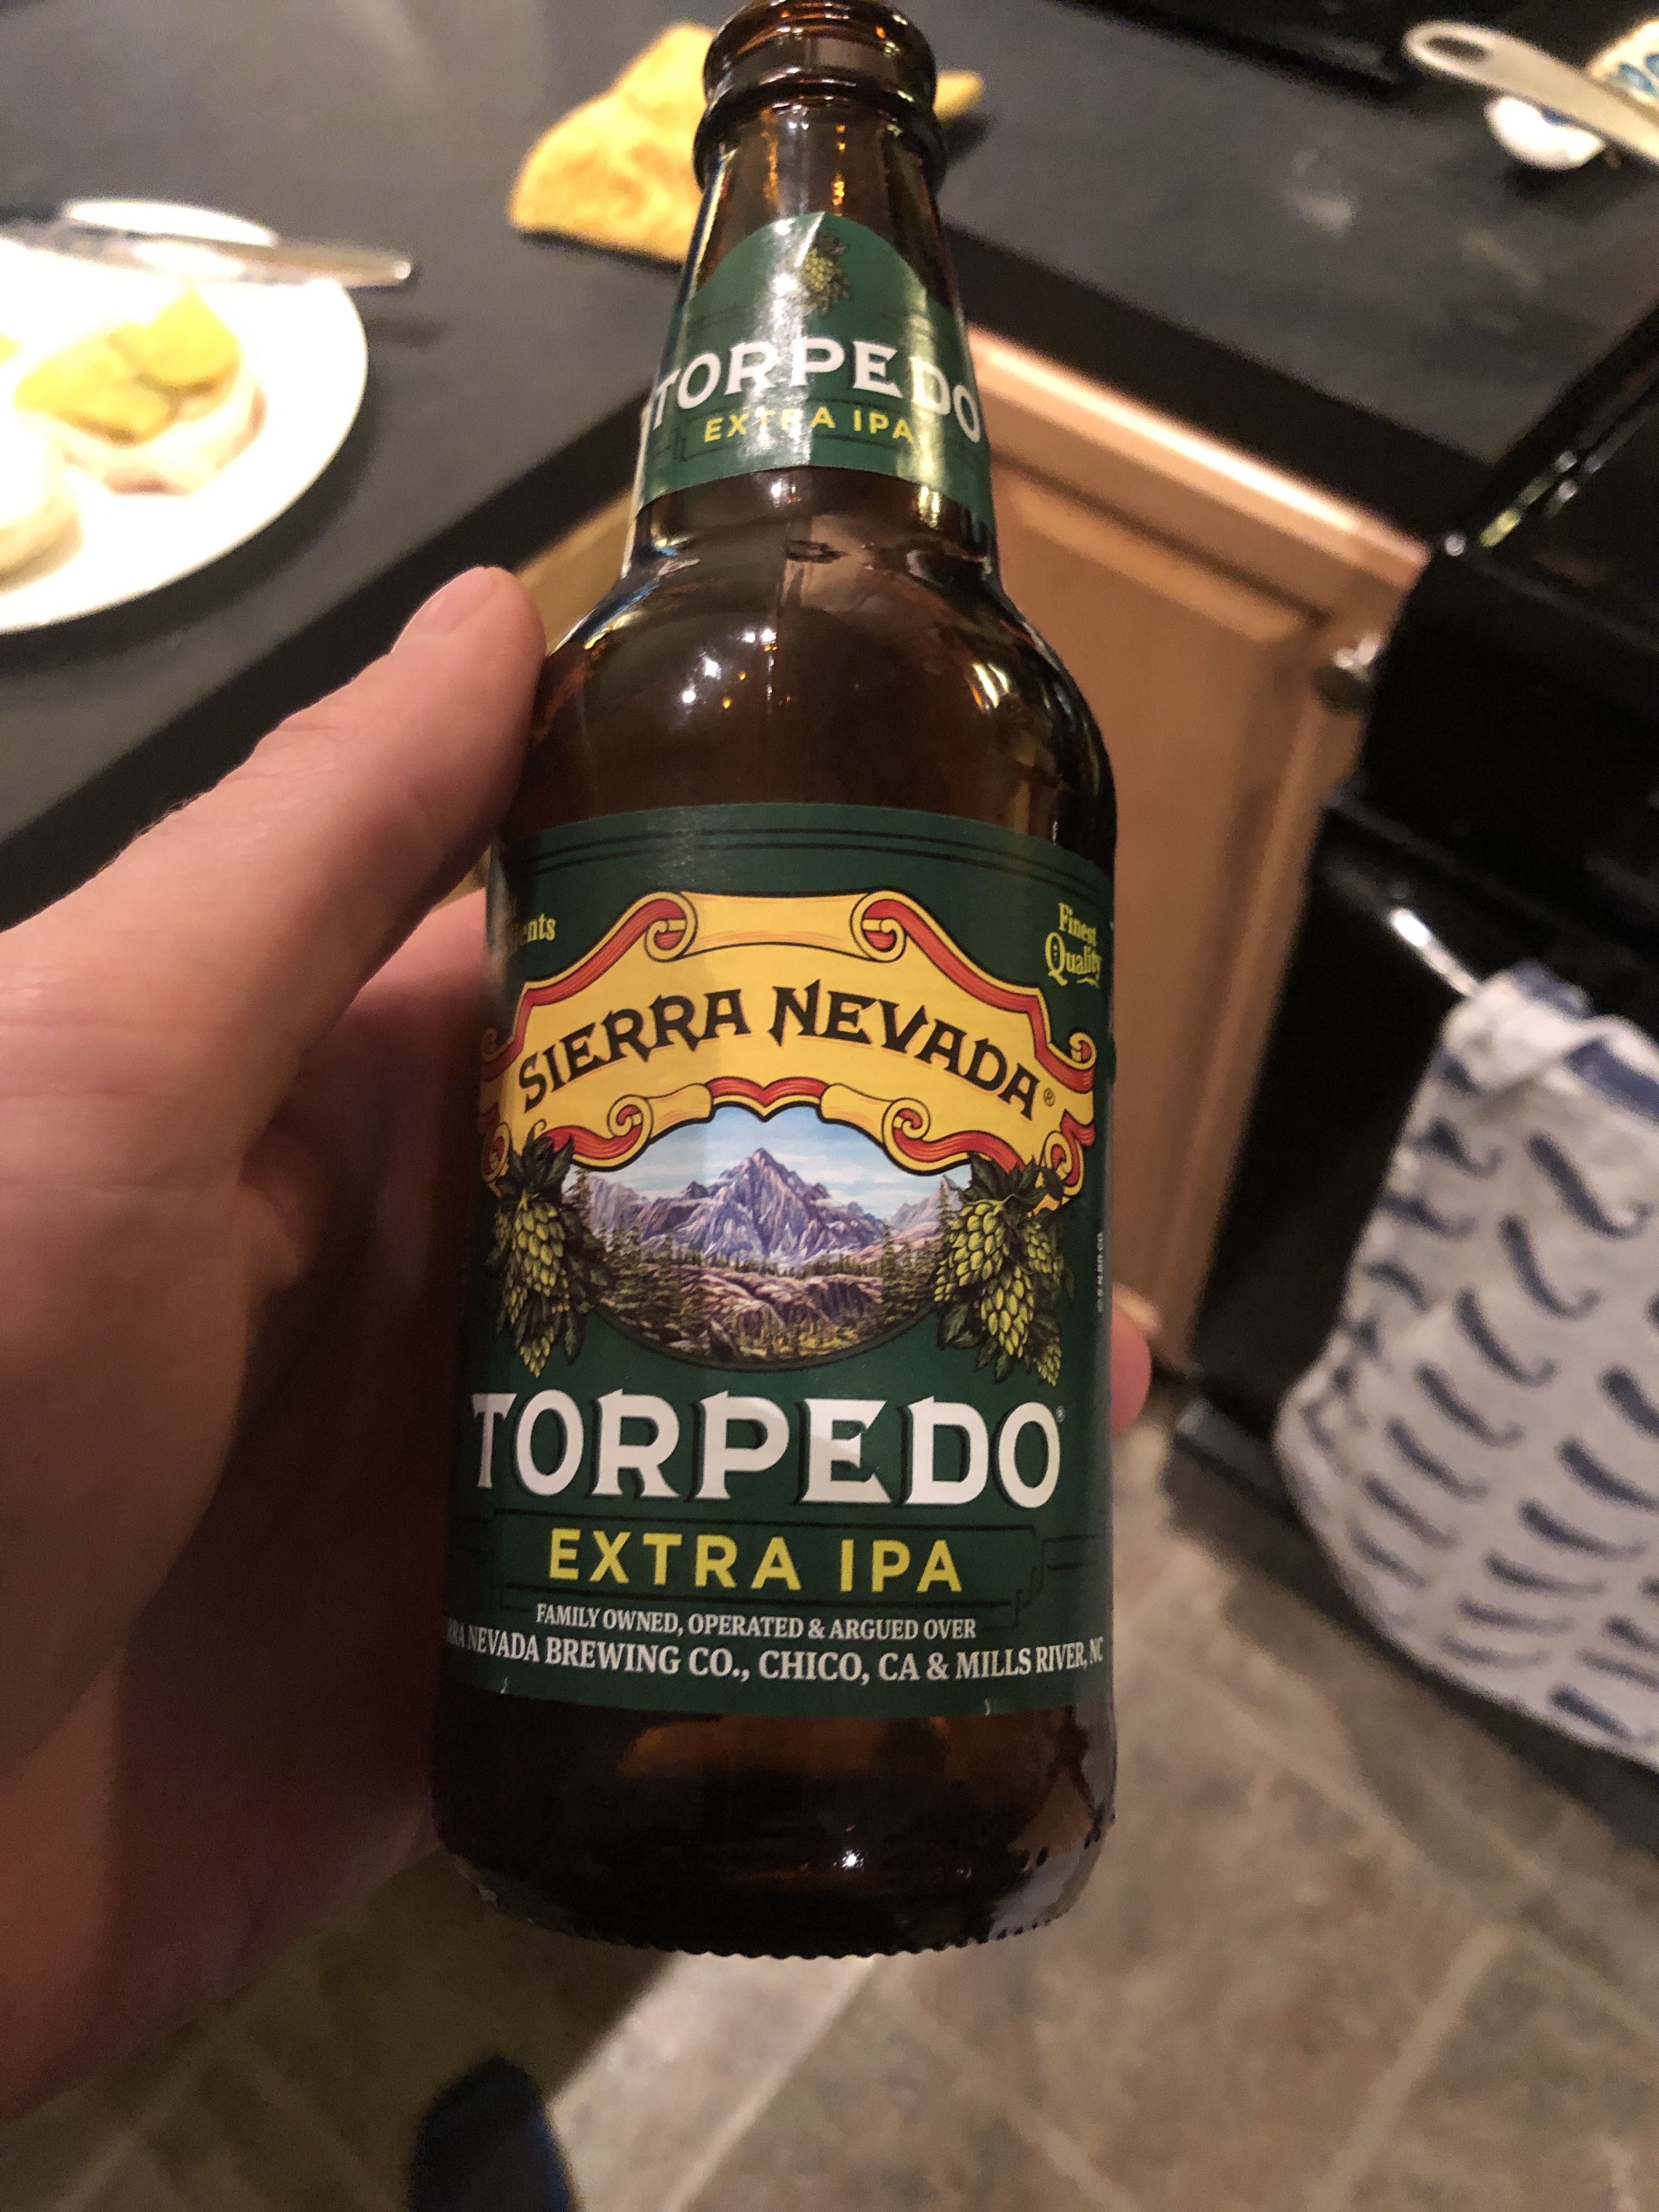 TORPEDO
EXTRA IPA
Finest
Quality
SIERRA NEVADA®
TORPEDO®
EXTRA IPA
FAMILY OWNED, OPERATED & ARGUED OVER
NEVADA BREWING CO., CHICO, CA & MILLS RIVER, NC